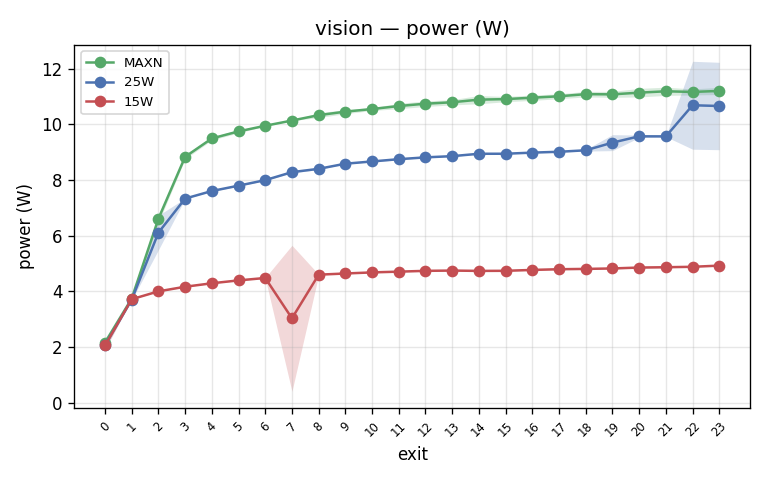 vision — power (W)
MAXN
25W
15W
power (W)
12
10
8
6
4
2
0
0 1 2 3 4 5 6 7 8 9 10 11 12 13 14 15 16 17 18 19 20 21 22 23
exit